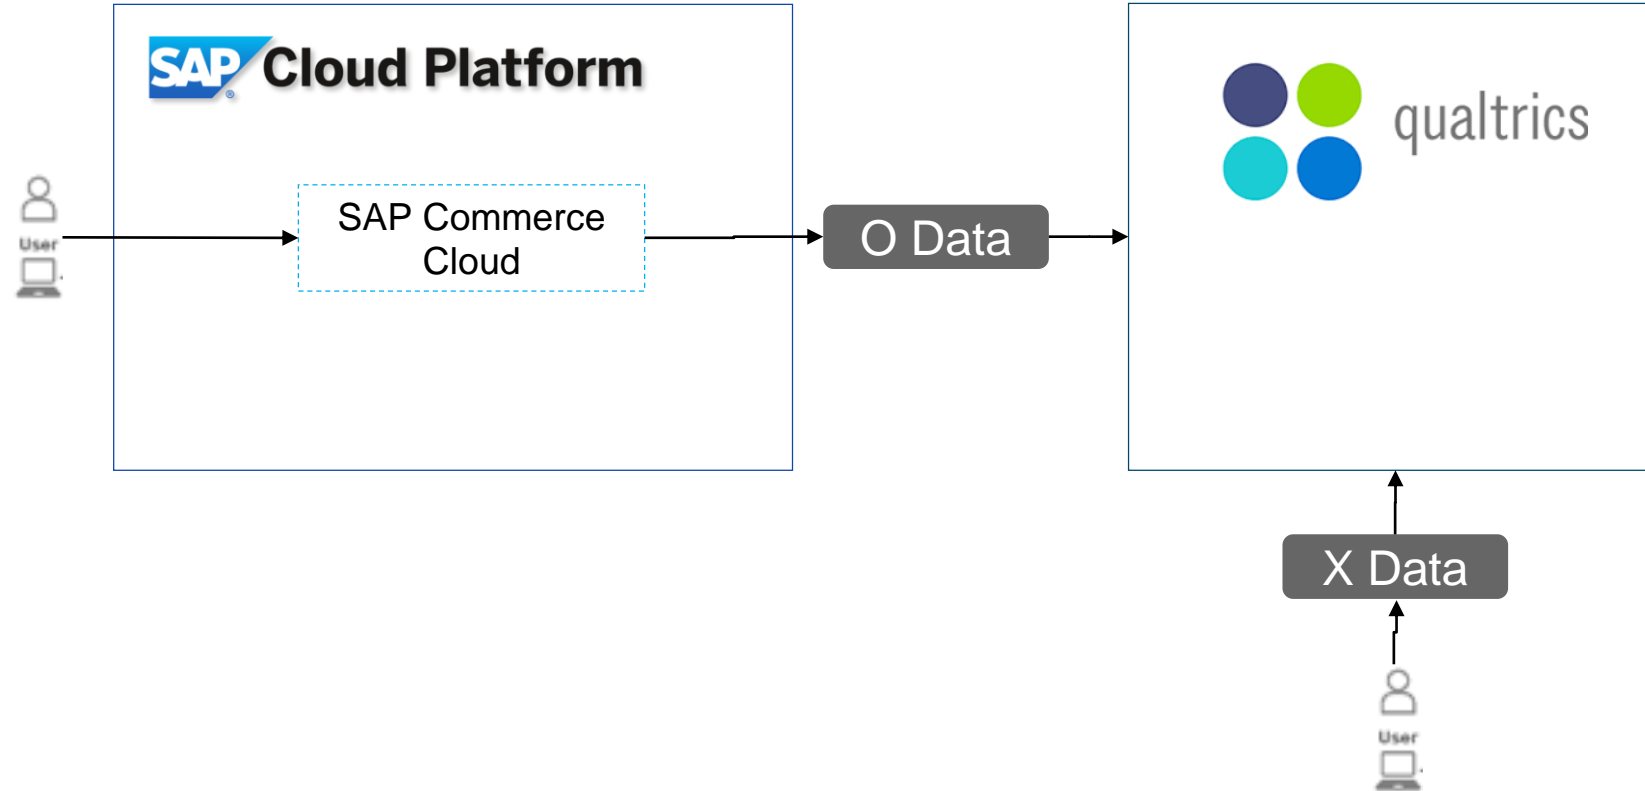 SAP® Cloud Platform
qualtrics
User
SAP Commerce
Cloud
O Data
X Data
User